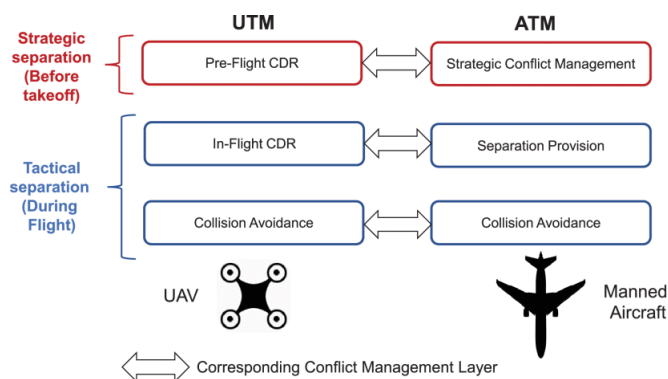 UTM
ATM
Strategic
separation
(Before
takeoff)
Pre-Flight CDR
Strategic Conflict Management
Tactical
separation
(During
Flight)
In-Flight CDR
Separation Provision
Collision Avoidance
Collision Avoidance
UAV
Manned
Aircraft
Corresponding Conflict Management Layer